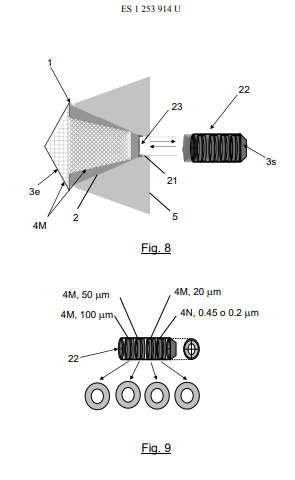 ES 1 253 914 U
1
22
23
3s
3e
21
4M
2
5
Fig. 8
4M, 50 μm
4M, 20 μm
4M, 100 μm
4N, 0.45 o 0.2 μm
22
Fig. 9